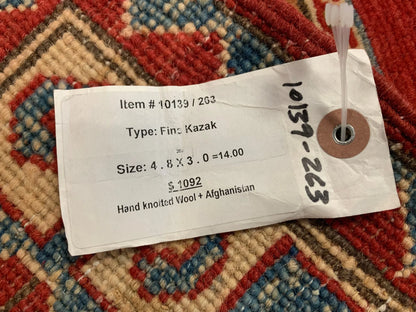 Item # 10139 / 263
Type: Fine Kazak
Size: 4 . 8 X 3 . 0 =14.00
$ 1092
Hand knotted Wool + Afghanistan
10139-263